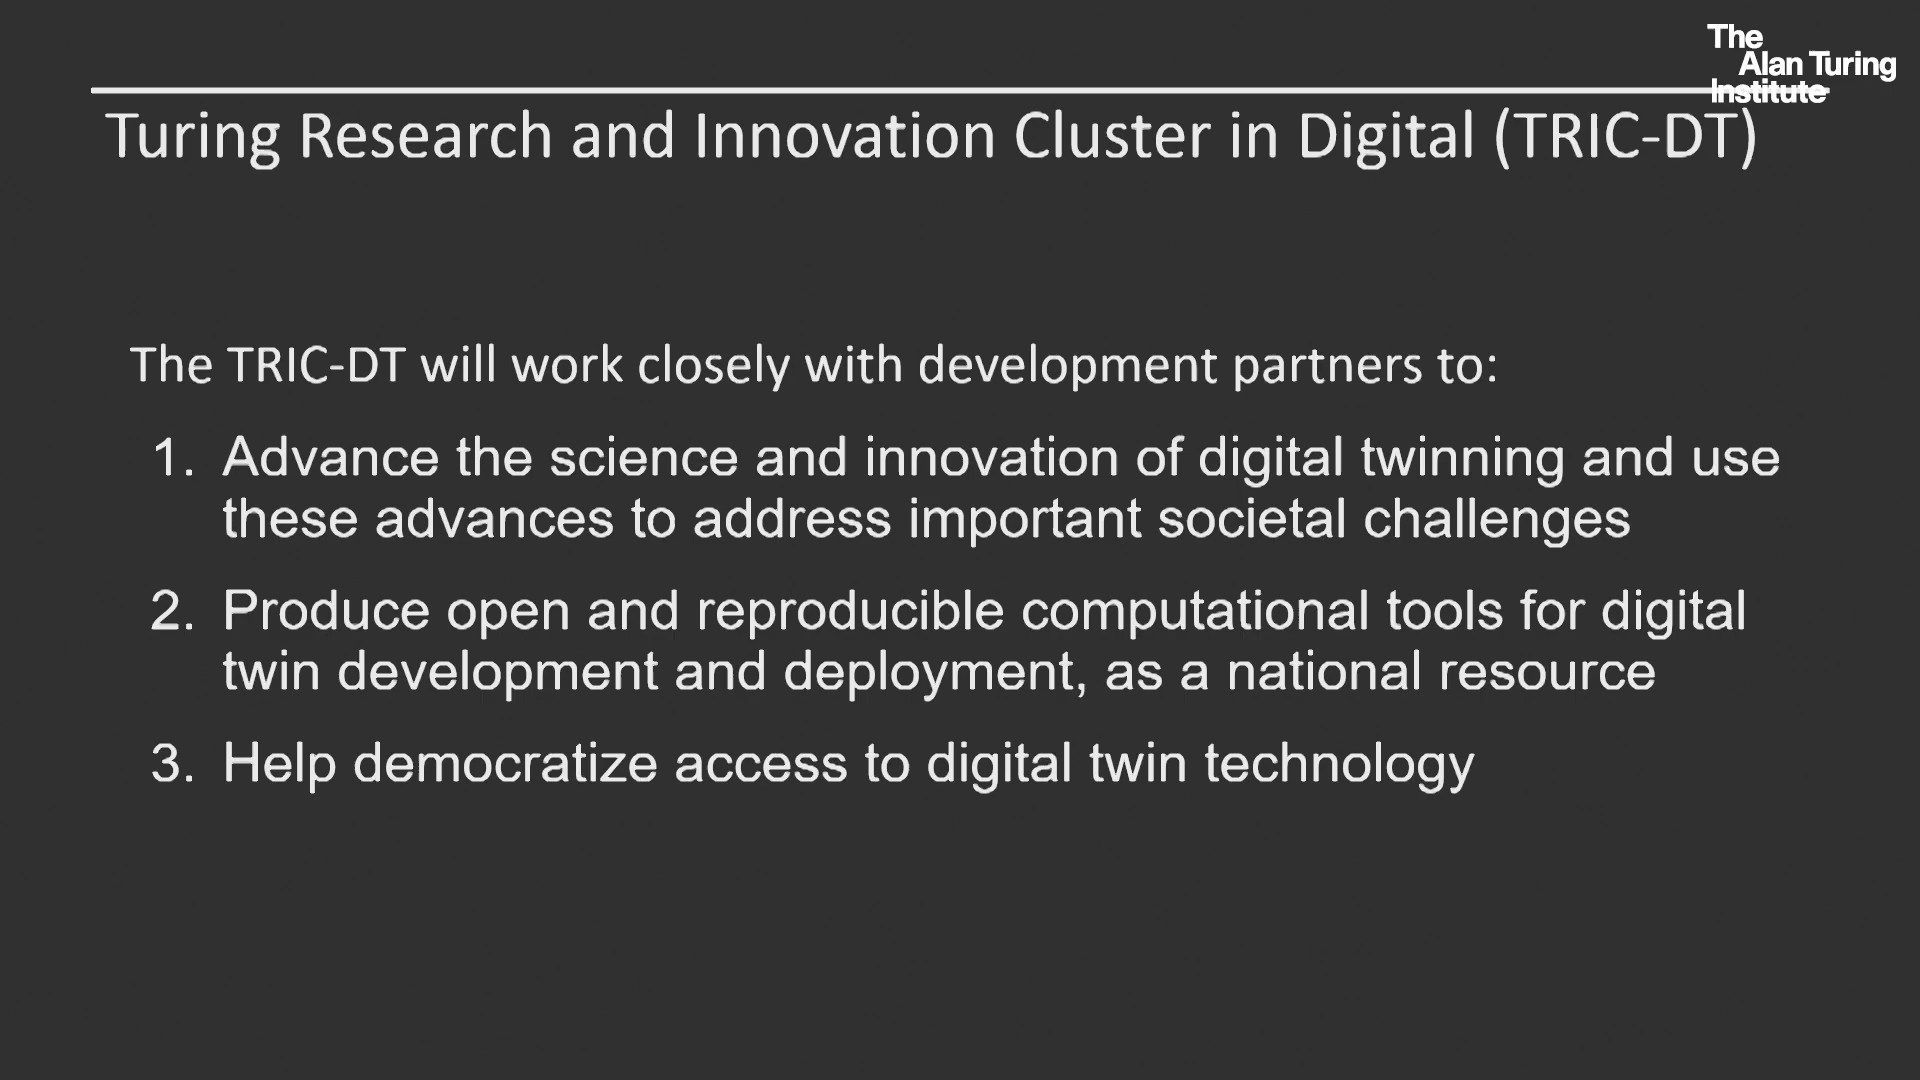 The
Alan Turing
Institute
Turing Research and Innovation Cluster in Digital (TRIC-DT)
The TRIC-DT will work closely with development partners to:
1. Advance the science and innovation of digital twinning and use
these advances to address important societal challenges
2. Produce open and reproducible computational tools for digital
twin development and deployment, as a national resource
3. Help democratize access to digital twin technology